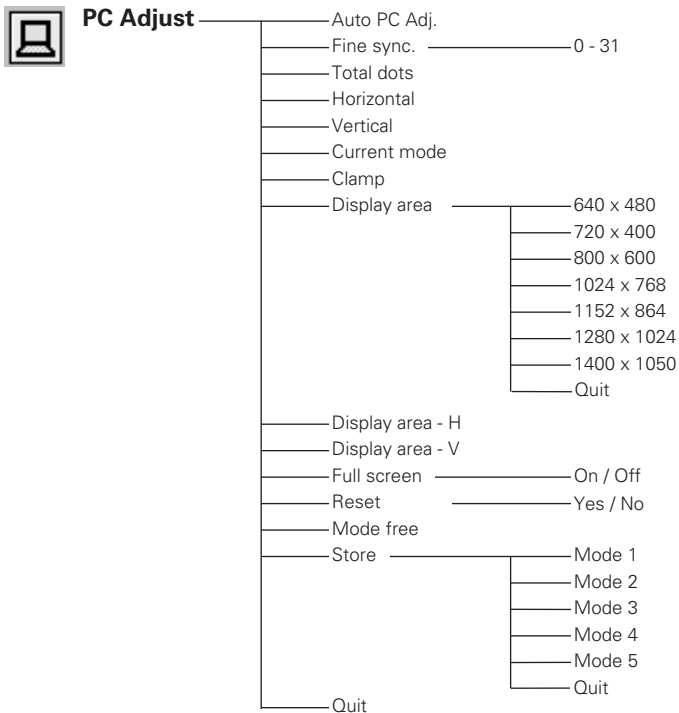 PC Adjust
Auto PC Adj.
Fine sync. 0 - 31
Total dots
Horizontal
Vertical
Current mode
Clamp
Display area 640 x 480
720 x 400
800 x 600
1024 x 768
1152 x 864
1280 x 1024
1400 x 1050
Quit
Display area - H
Display area - V
Full screen On / Off
Reset Yes / No
Mode free
Store Mode 1
Mode 2
Mode 3
Mode 4
Mode 5
Quit
Quit